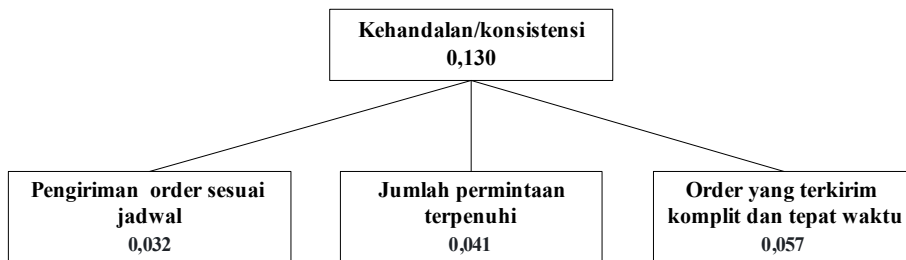 Kehandalan/konsistensi
0,130
Pengiriman order sesuai
jadwal
0,032
Jumlah permintaan
terpenuhi
0,041
Order yang terkirim
komplit dan tepat waktu
0,057